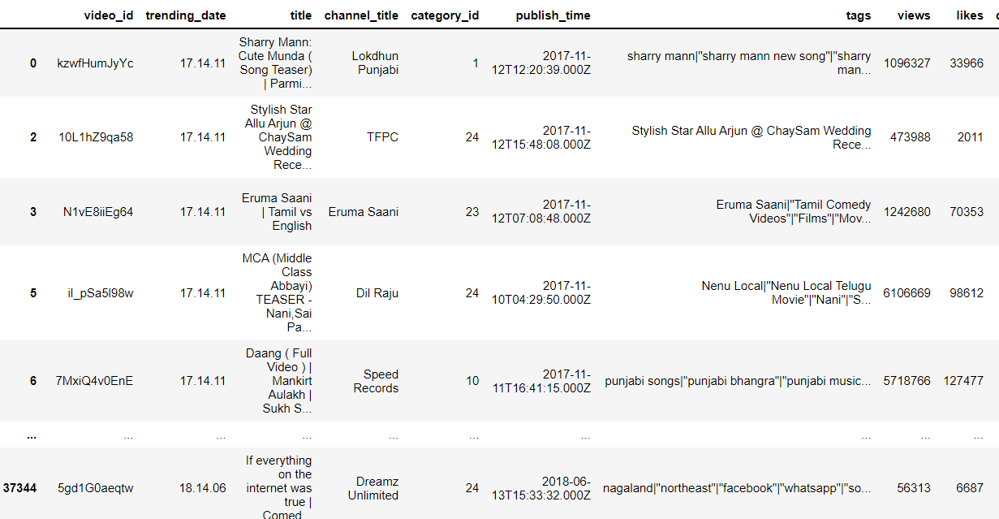 video_id trending_date title channel_title category_id publish_time tags views likes
0 kzwfHumJyYc 17.14.11 Sharry Mann: Cute Munda ( Song Teaser) | Parmi... Lokdhun Punjabi 1 2017-11-12T12:20:39.000Z sharry mann|"sharry mann new song"|"sharry man... 1096327 33966
2 10L1hZ9qa58 17.14.11 Stylish Star Allu Arjun @ ChaySam Wedding Rece... TFPC 24 2017-11-12T15:48:08.000Z Stylish Star Allu Arjun @ ChaySam Wedding Rece... 473988 2011
3 N1vE8iiEg64 17.14.11 Eruma Saani | Tamil vs English Eruma Saani 23 2017-11-12T07:08:48.000Z Eruma Saani|"Tamil Comedy Videos"|"Films"|"Mov... 1242680 70353
5 il_pSa5l98w 17.14.11 MCA (Middle Class Abbayi) TEASER - Nani,Sai Pa... Dil Raju 24 2017-11-10T04:29:50.000Z Nenu Local|"Nenu Local Telugu Movie"|"Nani"|"S... 6106669 98612
6 7MxiQ4v0EnE 17.14.11 Daang ( Full Video ) | Mankirt Aulakh | Sukh S... Speed Records 10 2017-11-11T16:41:15.000Z punjabi songs|"punjabi bhangra"|"punjabi music... 5718766 127477
... ... ... ... ... ... ... ... ... ...
37344 5gd1G0aeqtw 18.14.06 If everything on the internet was true | Comed... Dreamz Unlimited 24 2018-06-13T15:33:32.000Z nagaland|"northeast"|"facebook"|"whatsapp"|"so... 56313 6687